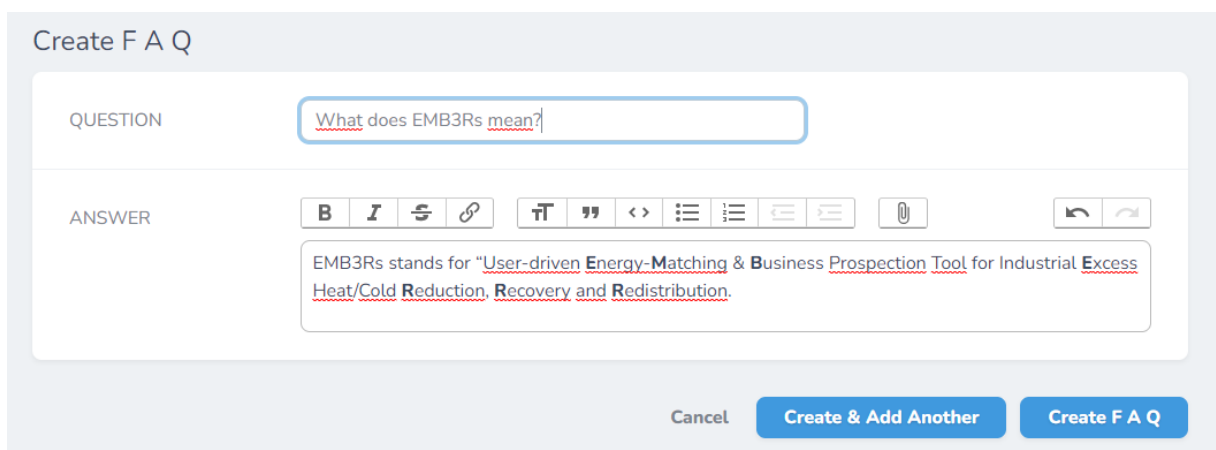 Create F A Q
QUESTION
What does EMB3Rs mean?
ANSWER
EMB3Rs stands for “User-driven Energy-Matching & Business Prospection Tool for Industrial Excess
Heat/Cold Reduction, Recovery and Redistribution.
Cancel
Create & Add Another
Create F A Q